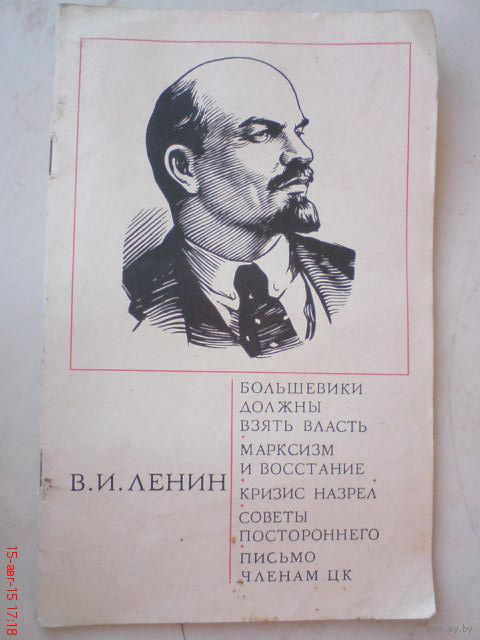 В.И.ЛЕНИН
БОЛЬШЕВИКИ
ДОЛЖНЫ
ВЗЯТЬ ВЛАСТЬ
МАРКСИЗМ
И ВОССТАНИЕ
КРИЗИС НАЗРЕЛ
СОВЕТЫ
ПОСТОРОННЕГО
ПИСЬМО
ЧЛЕНАМ ЦК
15-авг-15 17:18
www.ay.by